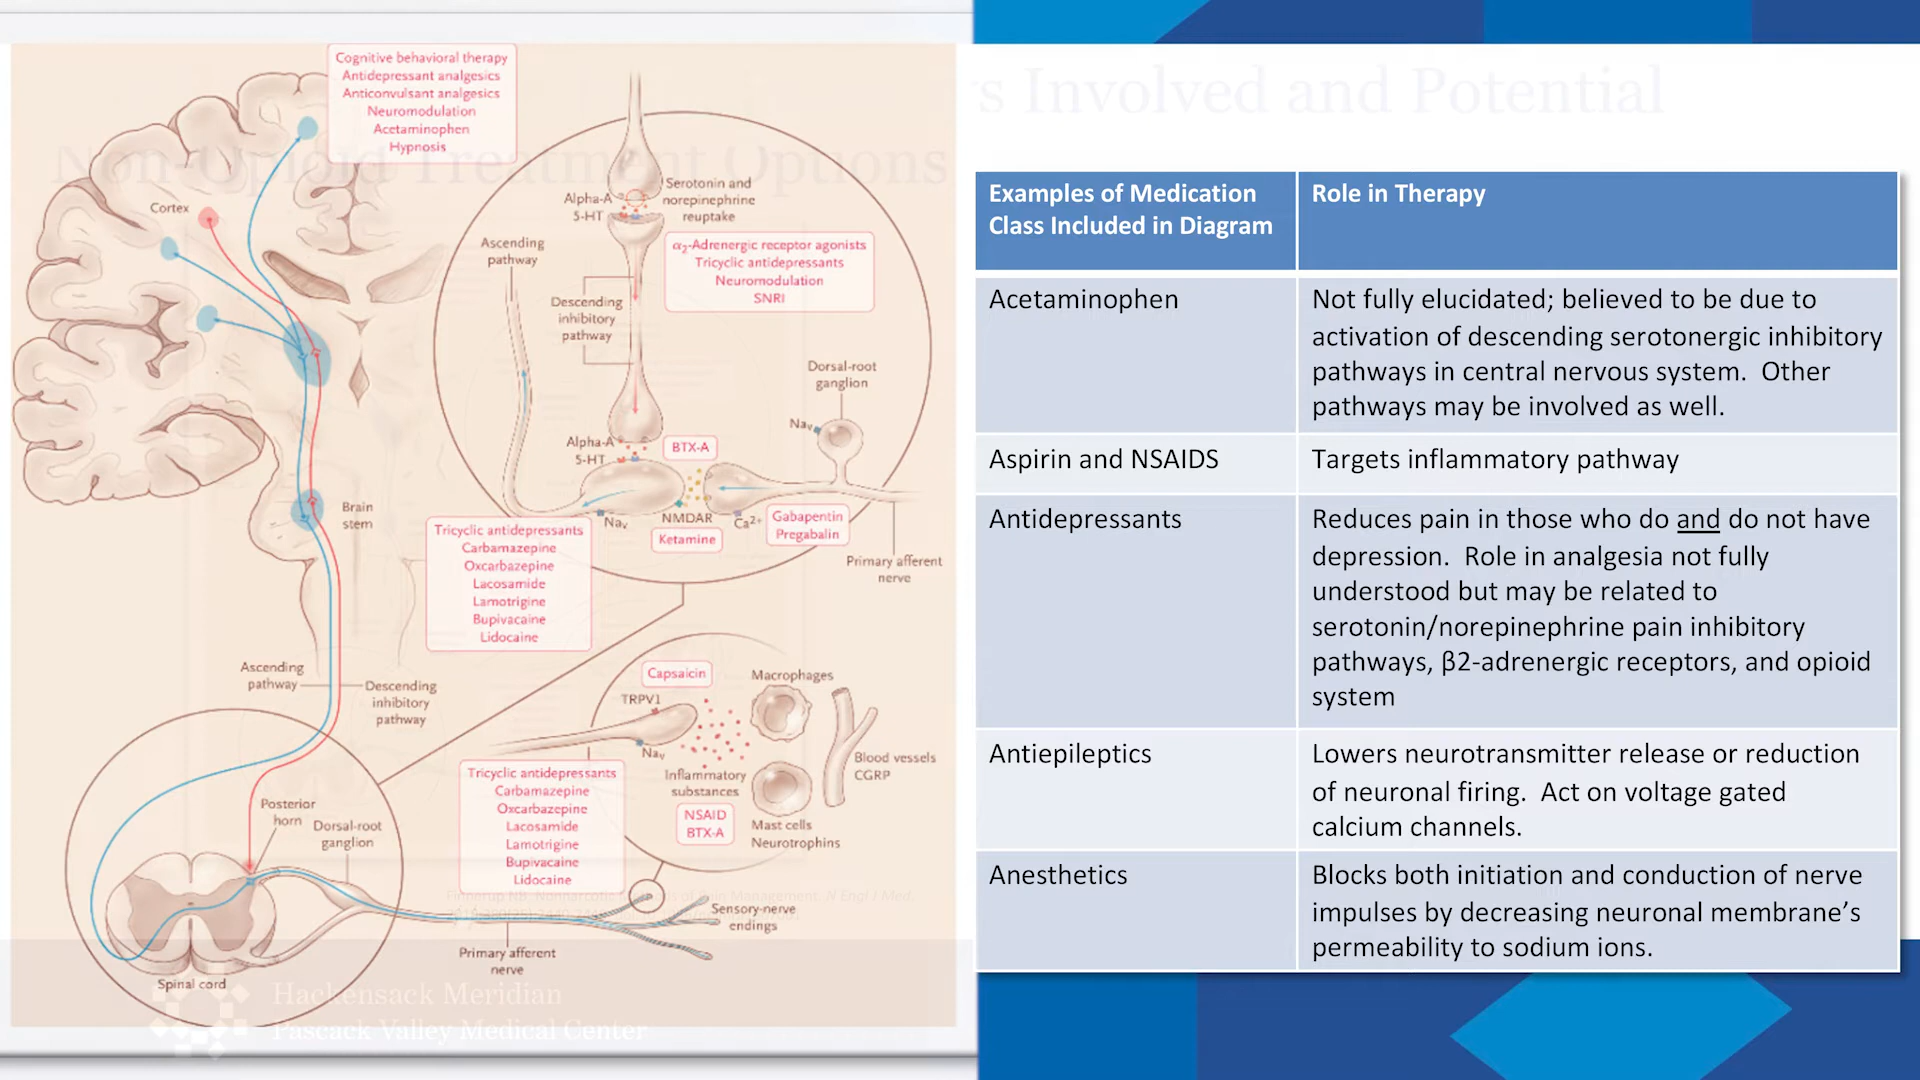 s Involved and Potential
Non-Opioid Treatment Options
Cognitive behavioral therapy
Antidepressant analgesics
Anticonvulsant analgesics
Neuromodulation
Acetaminophen
Hypnosis
Cortex
Alpha-A
5-HT
Serotonin and
norepinephrine
reuptake
Ascending
pathway
α2-Adrenergic receptor agonists
Tricyclic antidepressants
Neuromodulation
SNRI
Descending
inhibitory
pathway
Dorsal-root
ganglion
Nav
Alpha-A
5-HT
BTX-A
Nav
NMDAR
Ketamine
Ca2+
Gabapentin
Pregabalin
Primary afferent
nerve
Brain
stem
Tricyclic antidepressants
Carbamazepine
Oxcarbazepine
Lacosamide
Lamotrigine
Bupivacaine
Lidocaine
Ascending
pathway
Descending
inhibitory
pathway
Capsaicin
TRPV1
Macrophages
Nav
Inflammatory
substances
NSAID
BTX-A
Blood vessels
CGRP
Mast cells
Neurotrophins
Tricyclic antidepressants
Carbamazepine
Oxcarbazepine
Lacosamide
Lamotrigine
Bupivacaine
Lidocaine
Posterior
horn
Dorsal-root
ganglion
Sensory-nerve
endings
Primary afferent
nerve
Spinal cord
Pain Management. N Engl J Med.
Hackensack Meridian
Pascack Valley Medical Center
Examples of Medication
Class Included in Diagram
Role in Therapy
Acetaminophen
Not fully elucidated; believed to be due to
activation of descending serotonergic inhibitory
pathways in central nervous system. Other
pathways may be involved as well.
Aspirin and NSAIDS
Targets inflammatory pathway
Antidepressants
Reduces pain in those who do and do not have
depression. Role in analgesia not fully
understood but may be related to
serotonin/norepinephrine pain inhibitory
pathways, β2-adrenergic receptors, and opioid
system
Antiepileptics
Lowers neurotransmitter release or reduction
of neuronal firing. Act on voltage gated
calcium channels.
Anesthetics
Blocks both initiation and conduction of nerve
impulses by decreasing neuronal membrane's
permeability to sodium ions.